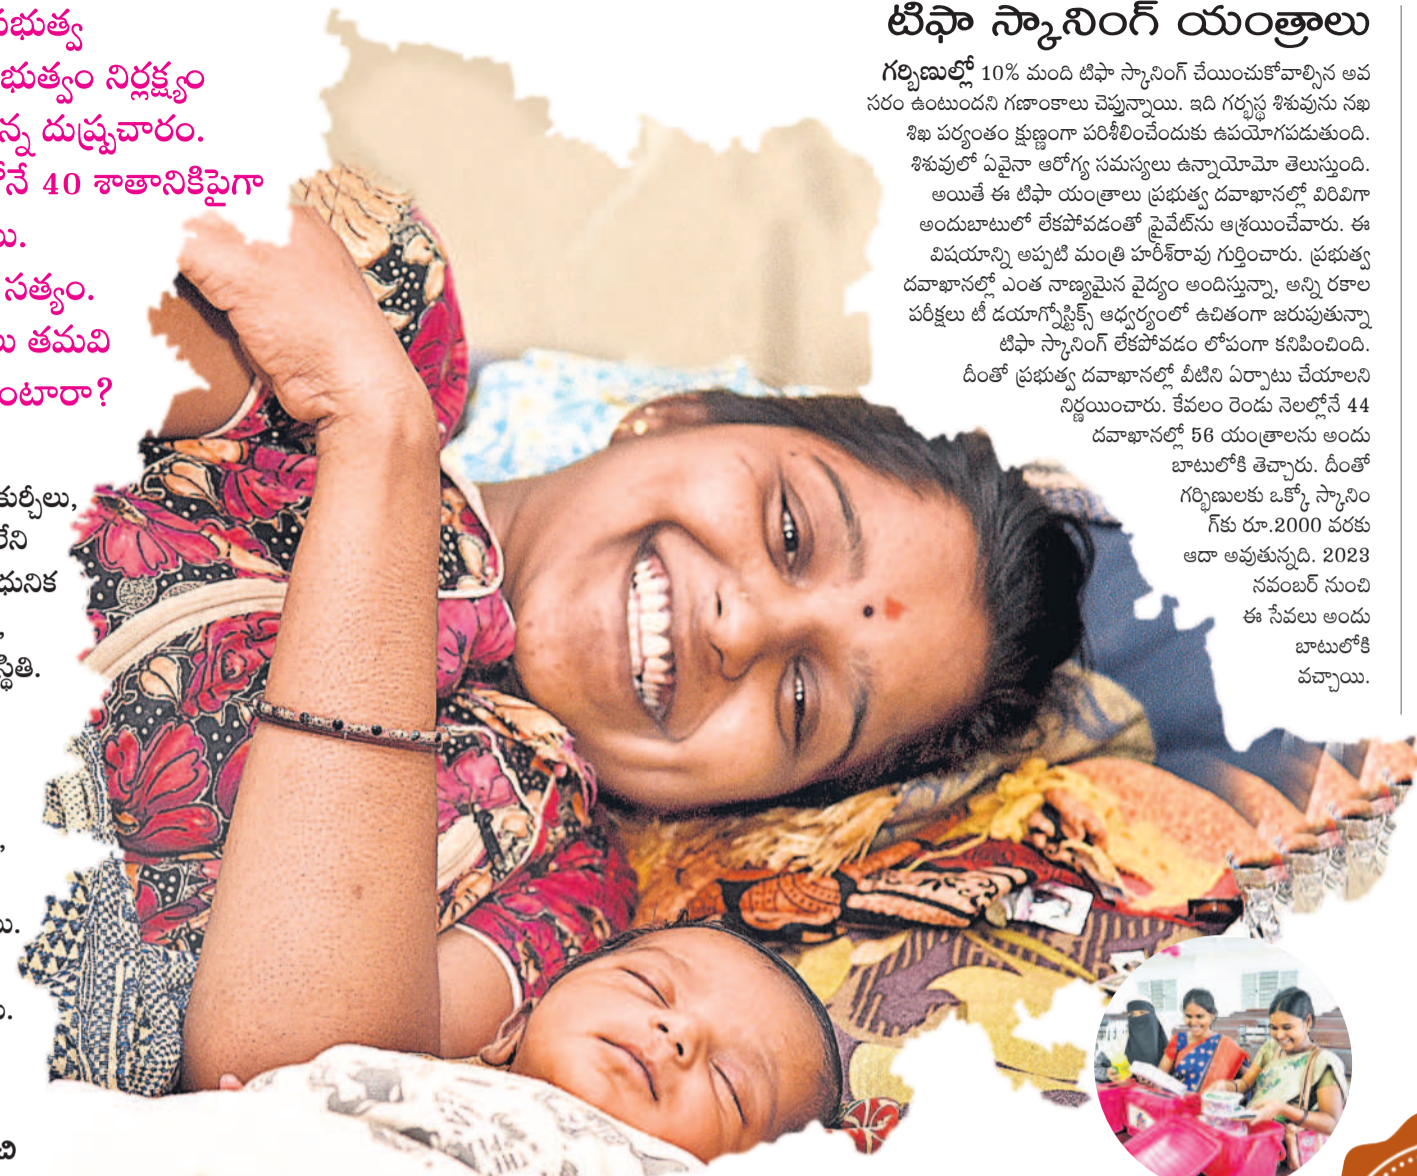 భుత్వ
భుత్వం నిర్లక్ష్యం
న్న దుష్ప్రచారం.
నే 40 శాతానికిపైగా
సత్యం.
తమవి
ంటారా?
కుర్చీలు,
లేని
ధునిక
స్థితి.
టిఫా స్కానింగ్ యంత్రాలు
గర్భిణుల్లో 10% మంది టిఫా స్కానింగ్ చేయించుకోవాల్సిన అవ
సరం ఉంటుందని గణాంకాలు చెప్తున్నాయి. ఇది గర్భస్థ శిశువును నఖ
శిఖ పర్యంతం క్షుణ్ణంగా పరిశీలించేందుకు ఉపయోగపడుతుంది.
శిశువులో ఏవైనా ఆరోగ్య సమస్యలు ఉన్నాయోమో తెలుస్తుంది.
అయితే ఈ టిఫా యంత్రాలు ప్రభుత్వ దవాఖానల్లో విరివిగా
అందుబాటులో లేకపోవడంతో ప్రైవేట్‌ను ఆశ్రయించేవారు. ఈ
విషయాన్ని అప్పటి మంత్రి హరీశ్‌రావు గుర్తించారు. ప్రభుత్వ
దవాఖానల్లో ఎంత నాణ్యమైన వైద్యం అందిస్తున్నా, అన్ని రకాల
పరీక్షలు టీ డయాగ్నోస్టిక్స్ ఆధ్వర్యంలో ఉచితంగా జరుపుతున్నా
టిఫా స్కానింగ్ లేకపోవడం లోపంగా కనిపించింది.
దీంతో ప్రభుత్వ దవాఖానల్లో వీటిని ఏర్పాటు చేయాలని
నిర్ణయించారు. కేవలం రెండు నెలల్లోనే 44
దవాఖానల్లో 56 యంత్రాలను అందు
బాటులోకి తెచ్చారు. దీంతో
గర్భిణులకు ఒక్కో స్కానిం
గ్‌కు రూ.2000 వరకు
ఆదా అవుతున్నది. 2023
నవంబర్ నుంచి
ఈ సేవలు అందు
బాటులోకి
వచ్చాయి.